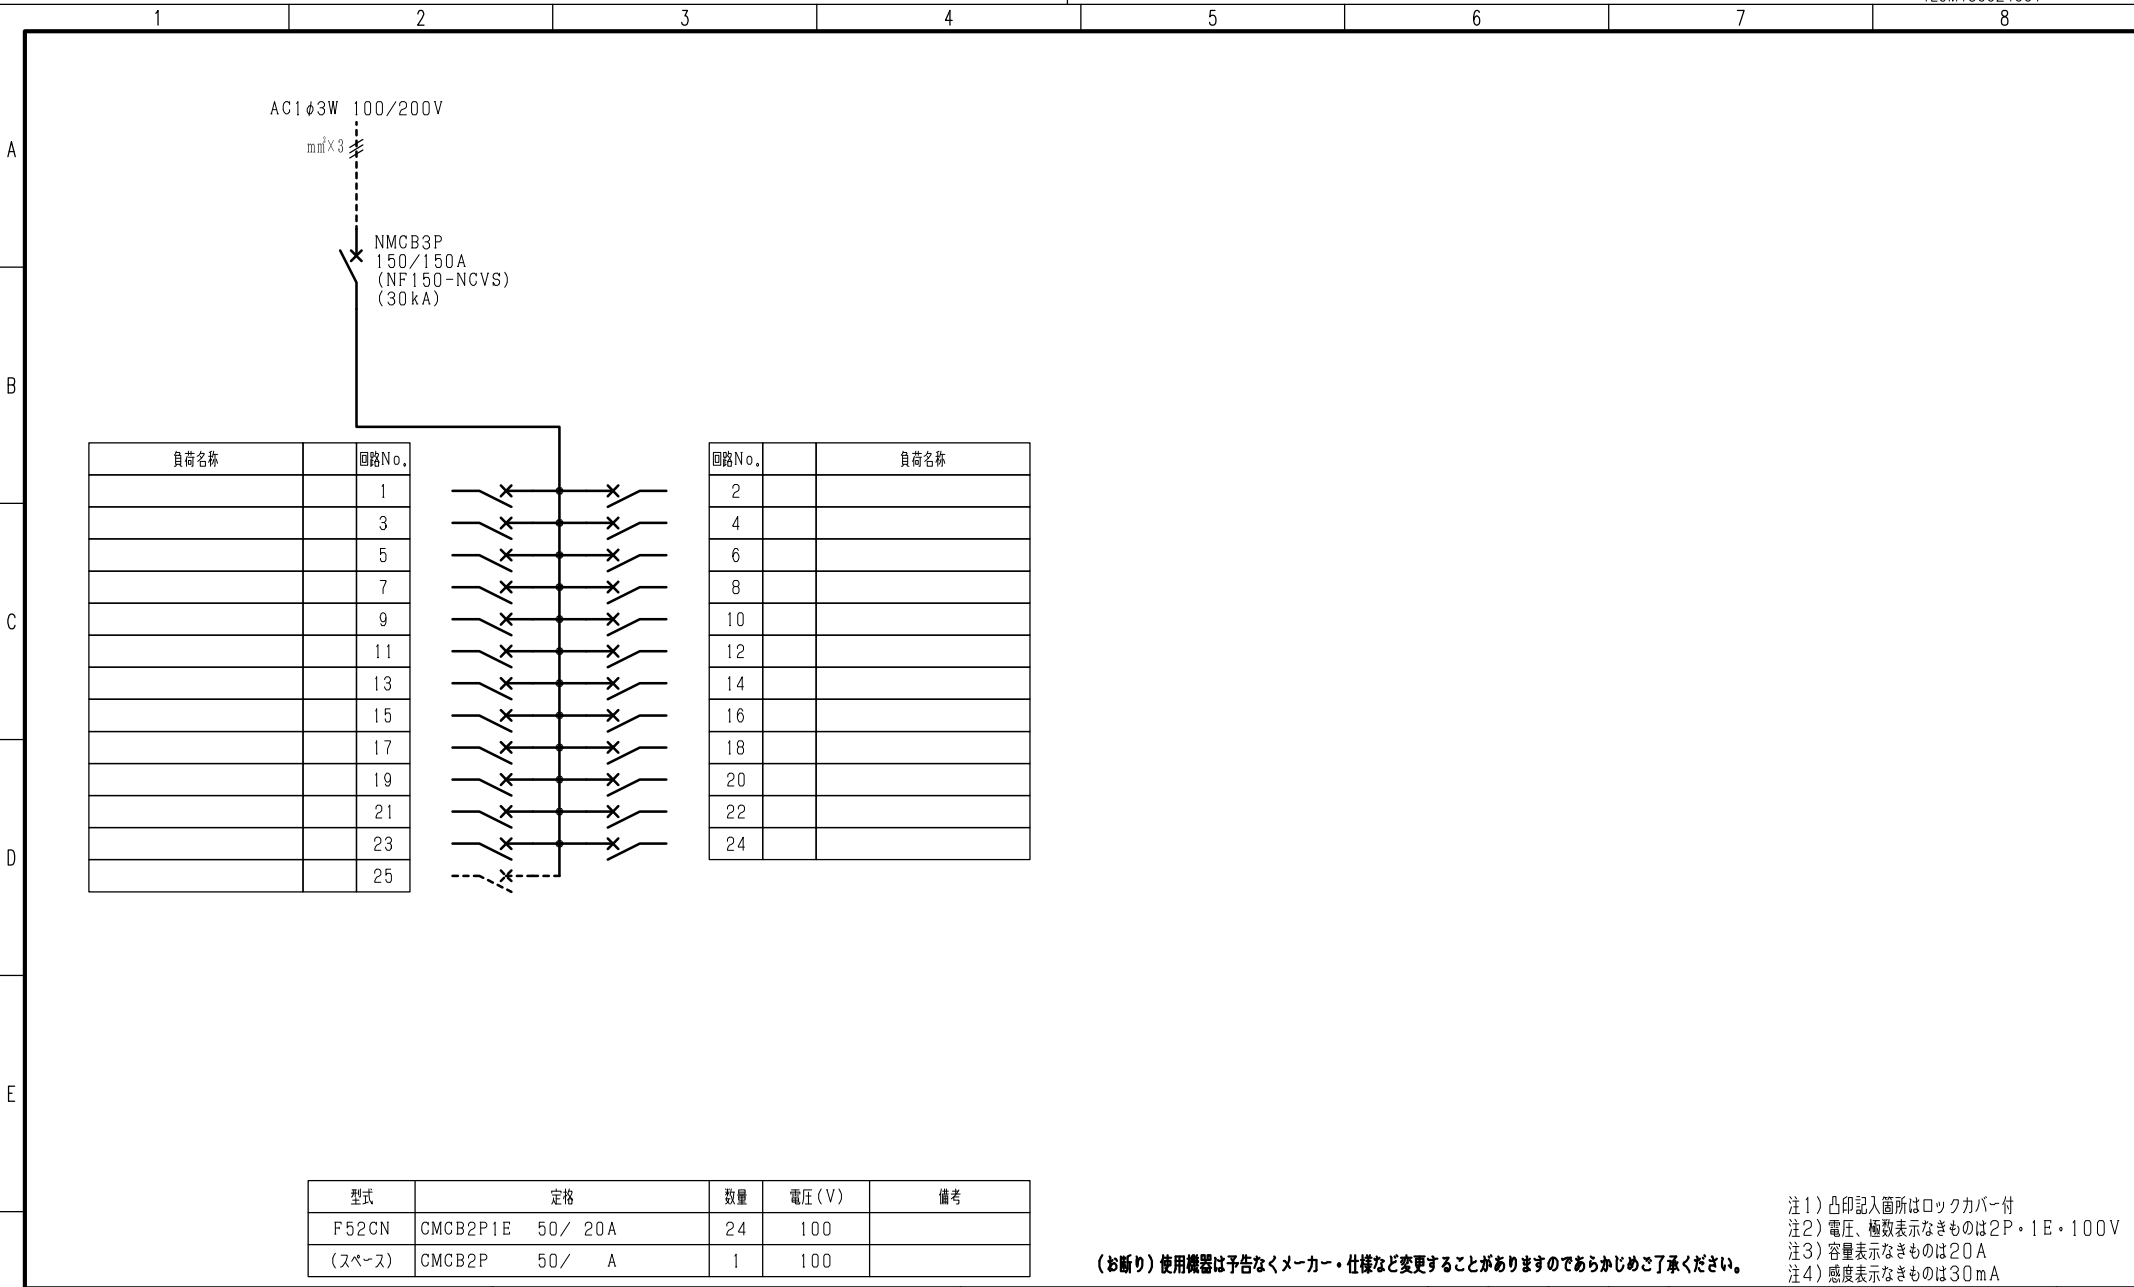 1 2 3 4 5 6 7 8
A
B
C
D
E
AC1φ3W 100/200V
mm²×3
NMCB3P
150/150A
(NF150-NCVS)
(30kA)
負荷名称 回路No. 回路No. 負荷名称
1 2
3 4
5 6
7 8
9 10
11 12
13 14
15 16
17 18
19 20
21 22
23 24
25
型式 定格 数量 電圧(V) 備考
F52CN CMCB2P1E 50/ 20A 24 100
(スペース) CMCB2P 50/ A 1 100
(お断り)使用機器は予告なくメーカー・仕様など変更することがありますのであらかじめご了承ください。
注1)凸印記入箇所はロックカバー付
注2)電圧、極数表示なきものは2P・1E・100V
注3)容量表示なきものは20A
注4)感度表示なきものは30mA